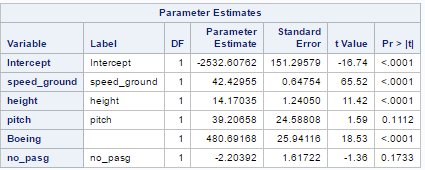 Parameter Estimates
Variable Label DF Parameter Estimate Standard Error t Value Pr > |t|
Intercept Intercept 1 -2532.60762 151.29579 -16.74 <.0001
speed_ground speed_ground 1 42.42955 0.64754 65.52 <.0001
height height 1 14.17035 1.24050 11.42 <.0001
pitch pitch 1 39.20658 24.58808 1.59 0.1112
Boeing 1 480.69168 25.94116 18.53 <.0001
no_pasg no_pasg 1 -2.20392 1.61722 -1.36 0.1733